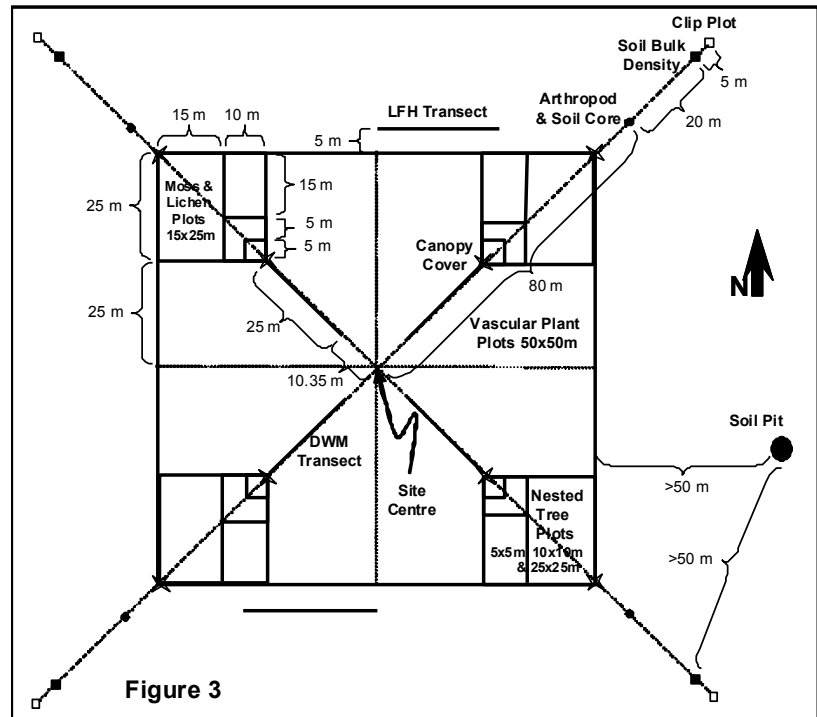 Clip Plot
Soil Bulk
Density
5 m
Arthropod
& Soil Core
20 m
15 m
10 m
LFH Transect
5 m
25 m
Moss &
Lichen
Plots
15x25m
15 m
5 m
5 m
Canopy
Cover
80 m
N
25 m
25 m
Vascular Plant
Plots 50x50m
10.35 m
Soil Pit
DWM
Transect
Site
Centre
>50 m
Nested
Tree
Plots
5x5m 10x10m
& 25x25m
>50 m
Figure 3